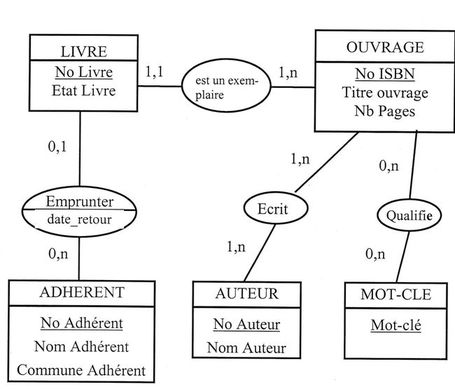 LIVRE
No Livre
Etat Livre
1,1
est un exem-
plaire
1,n
OUVRAGE
No ISBN
Titre ouvrage
Nb Pages
0,1
Emprunter
date_retour
0,n
1,n
Ecrit
1,n
0,n
Qualifie
0,n
ADHERENT
No Adhérent
Nom Adhérent
Commune Adhérent
AUTEUR
No Auteur
Nom Auteur
MOT-CLE
Mot-clé